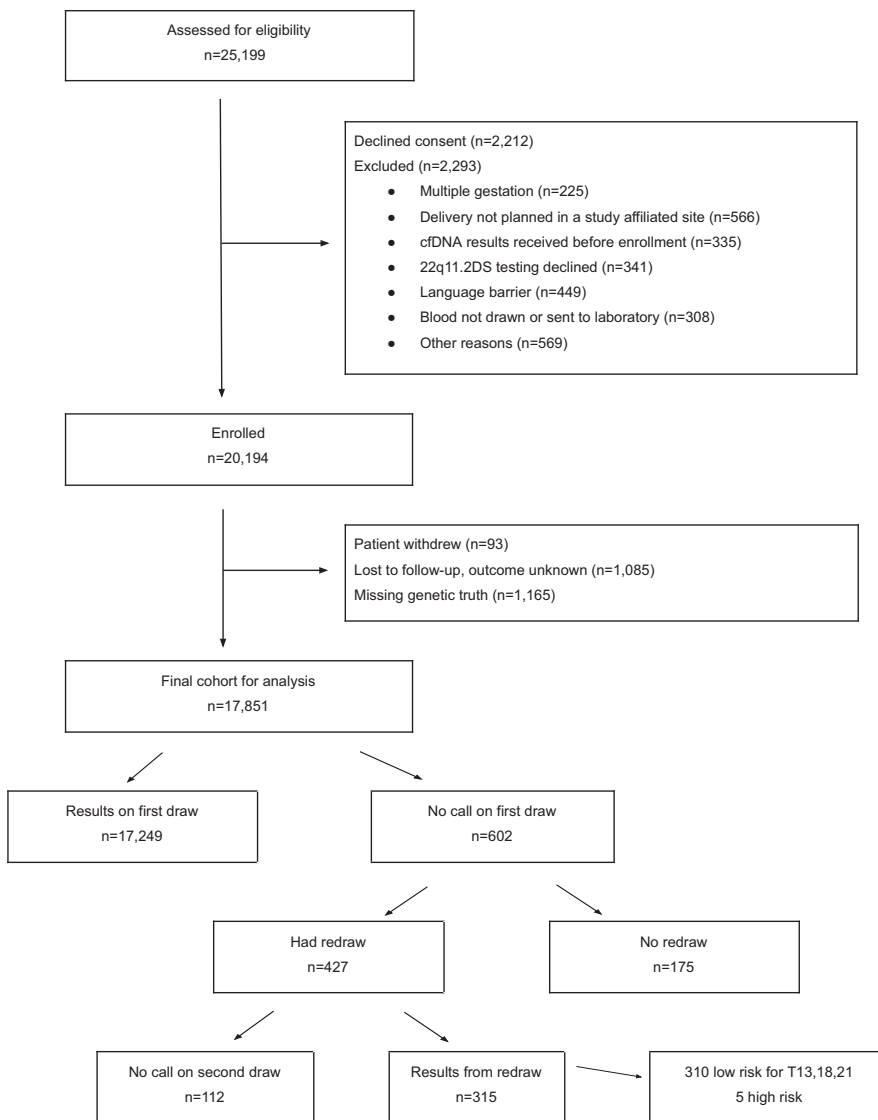 Assessed for eligibility
n=25,199
Declined consent (n=2,212)
Excluded (n=2,293)
● Multiple gestation (n=225)
● Delivery not planned in a study affiliated site (n=566)
● cfDNA results received before enrollment (n=335)
● 22q11.2DS testing declined (n=341)
● Language barrier (n=449)
● Blood not drawn or sent to laboratory (n=308)
● Other reasons (n=569)
Enrolled
n=20,194
Patient withdrew (n=93)
Lost to follow-up, outcome unknown (n=1,085)
Missing genetic truth (n=1,165)
Final cohort for analysis
n=17,851
Results on first draw
n=17,249
No call on first draw
n=602
Had redraw
n=427
No redraw
n=175
No call on second draw
n=112
Results from redraw
n=315
310 low risk for T13,18,21
5 high risk